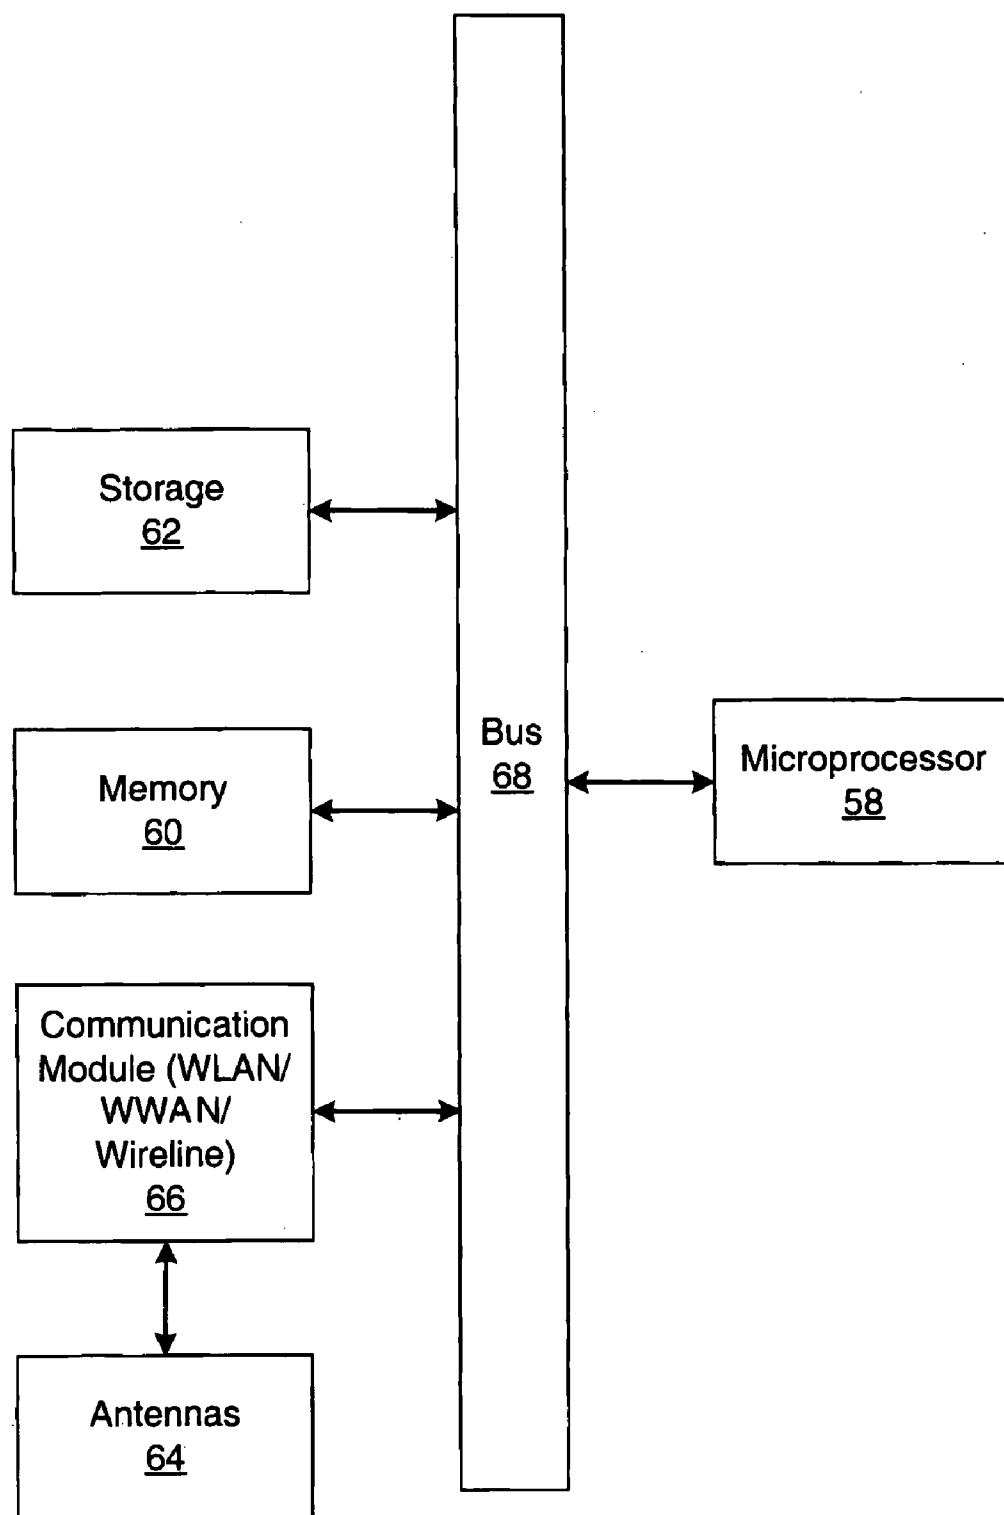 Storage
62
Memory
60
Communication
Module (WLAN/
WWAN/
Wireline)
66
Antennas
64
Bus
68
Microprocessor
58